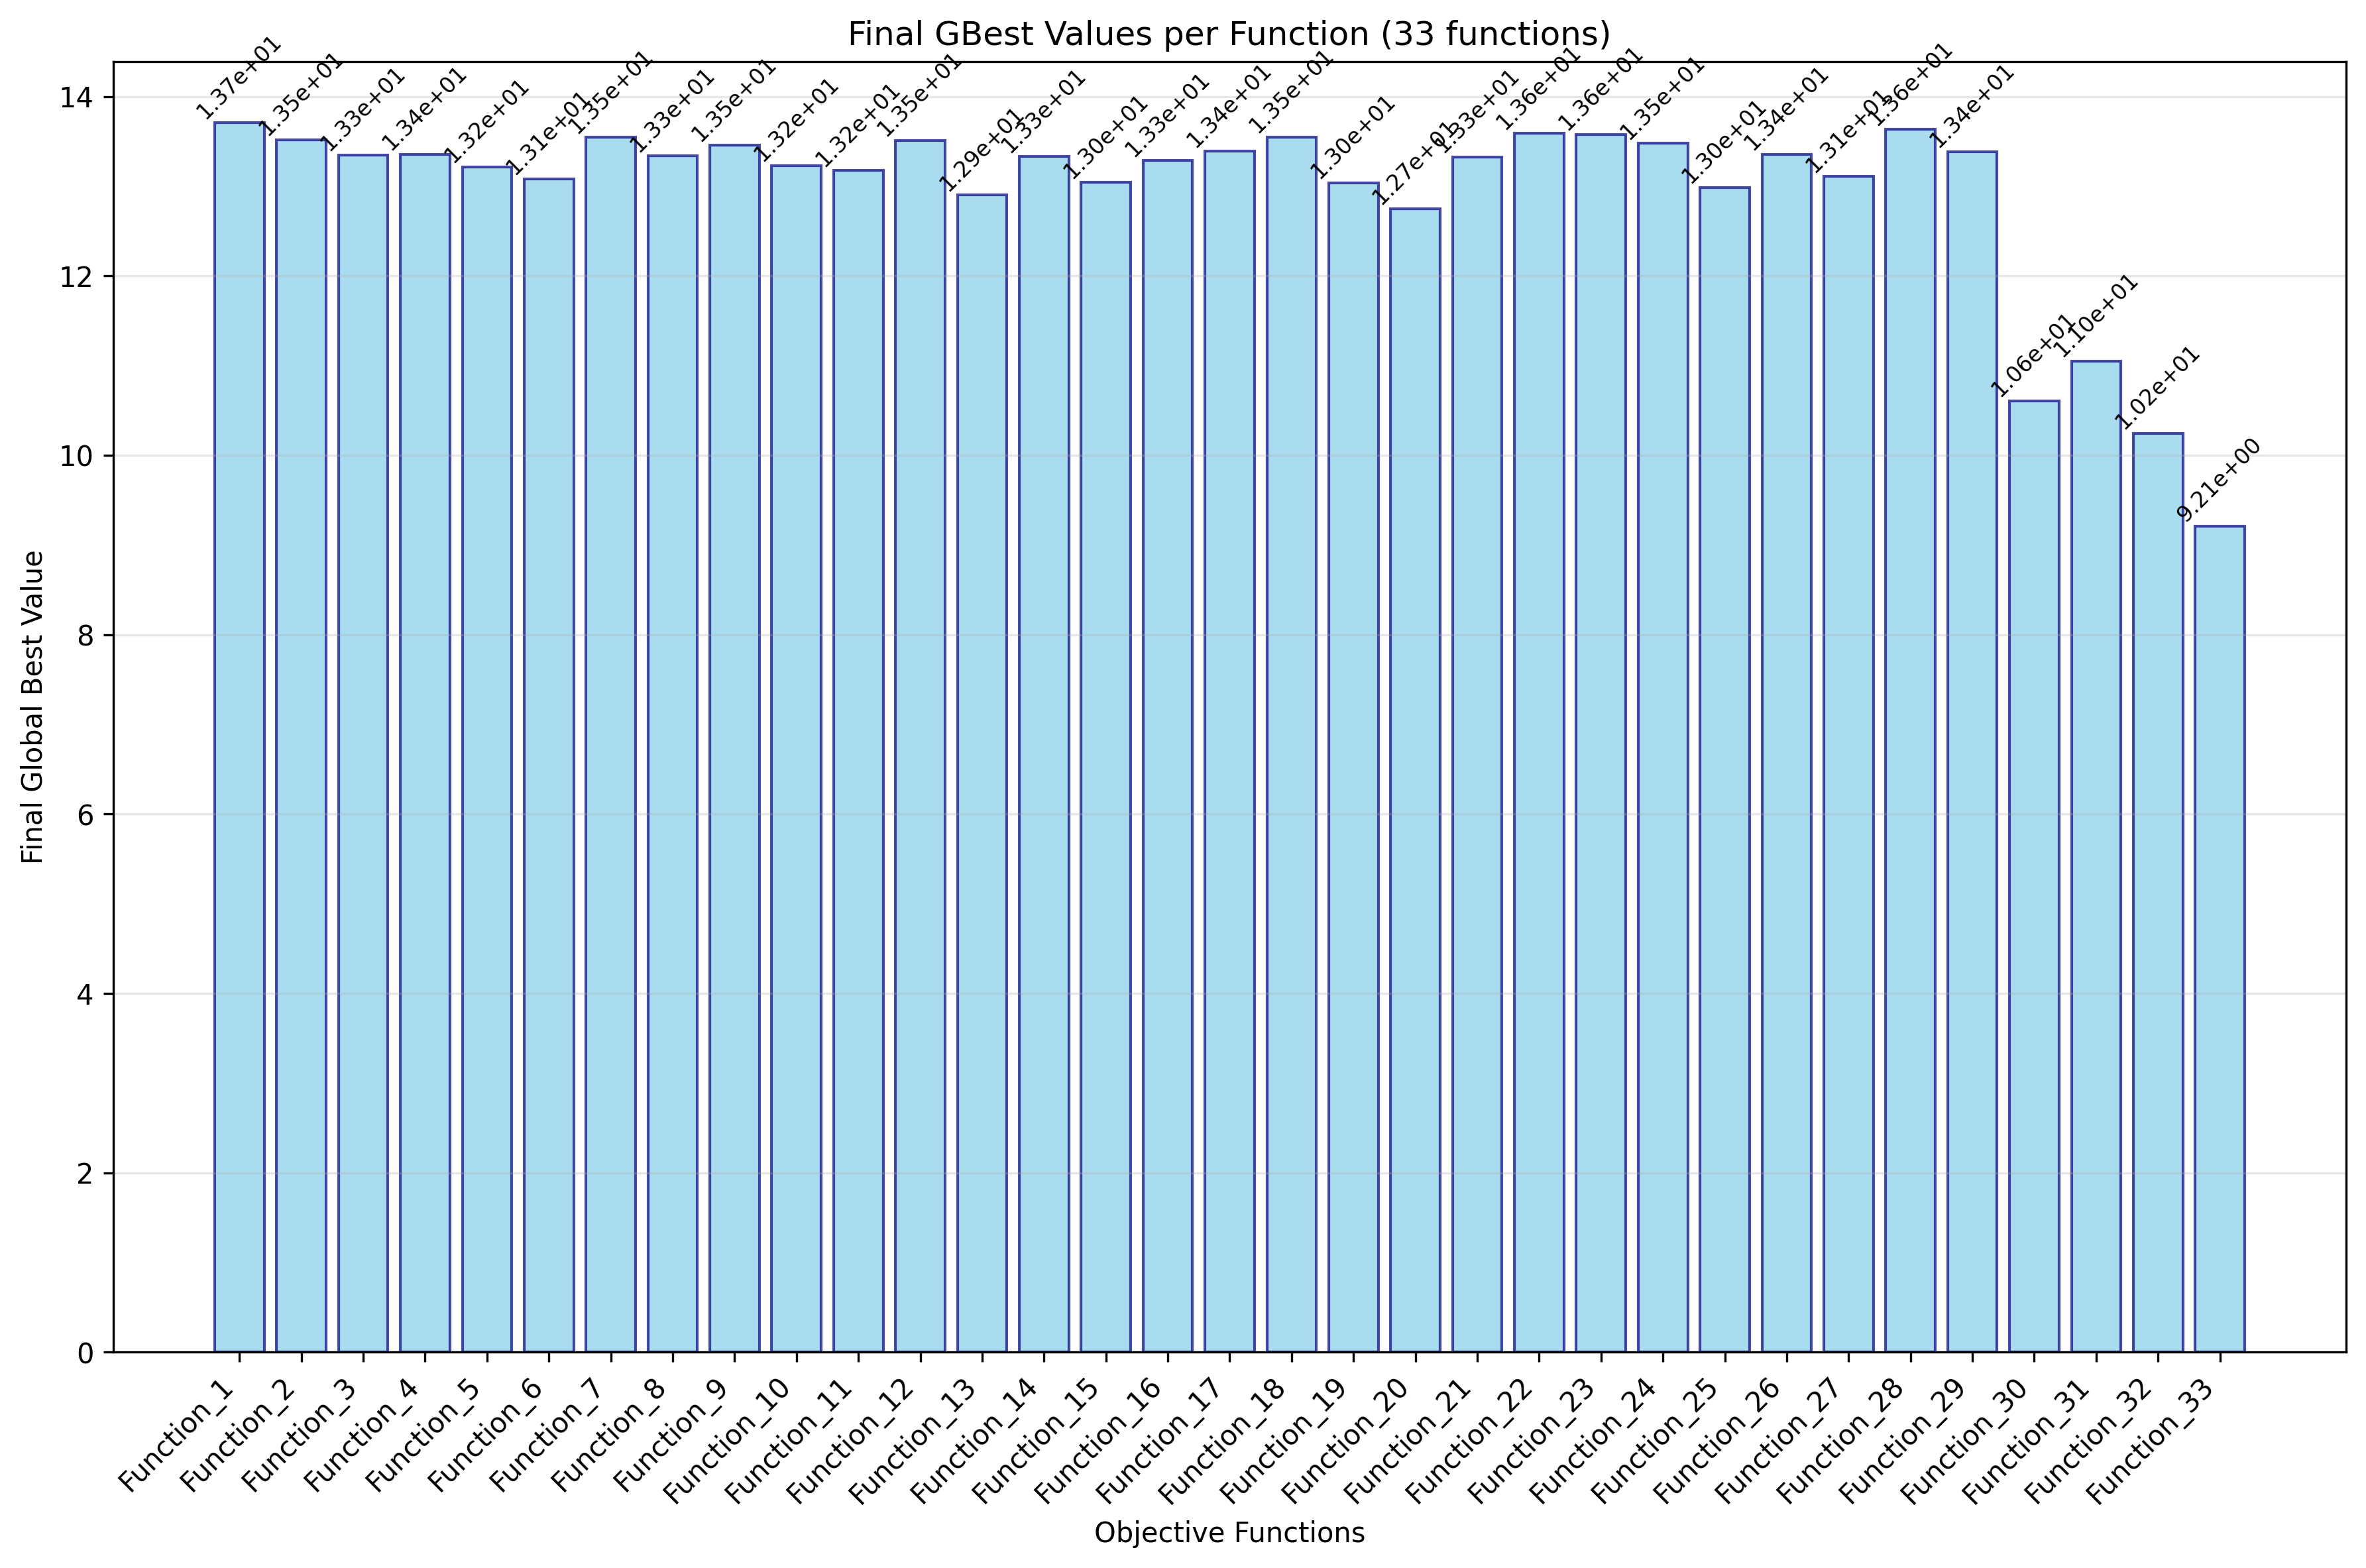 Final GBest Values per Function (33 functions)
1.37e+01
1.35e+01
1.33e+01
1.34e+01
1.32e+01
1.31e+01
1.35e+01
1.33e+01
1.35e+01
1.32e+01
1.32e+01
1.35e+01
1.29e+01
1.33e+01
1.30e+01
1.33e+01
1.34e+01
1.35e+01
1.30e+01
1.27e+01
1.33e+01
1.36e+01
1.36e+01
1.35e+01
1.30e+01
1.34e+01
1.31e+01
1.36e+01
1.34e+01
1.06e+01
1.10e+01
1.02e+01
9.21e+00
Final Global Best Value
14
12
10
8
6
4
2
0
Function_1
Function_2
Function_3
Function_4
Function_5
Function_6
Function_7
Function_8
Function_9
Function_10
Function_11
Function_12
Function_13
Function_14
Function_15
Function_16
Function_17
Function_18
Function_19
Function_20
Function_21
Function_22
Function_23
Function_24
Function_25
Function_26
Function_27
Function_28
Function_29
Function_30
Function_31
Function_32
Function_33
Objective Functions